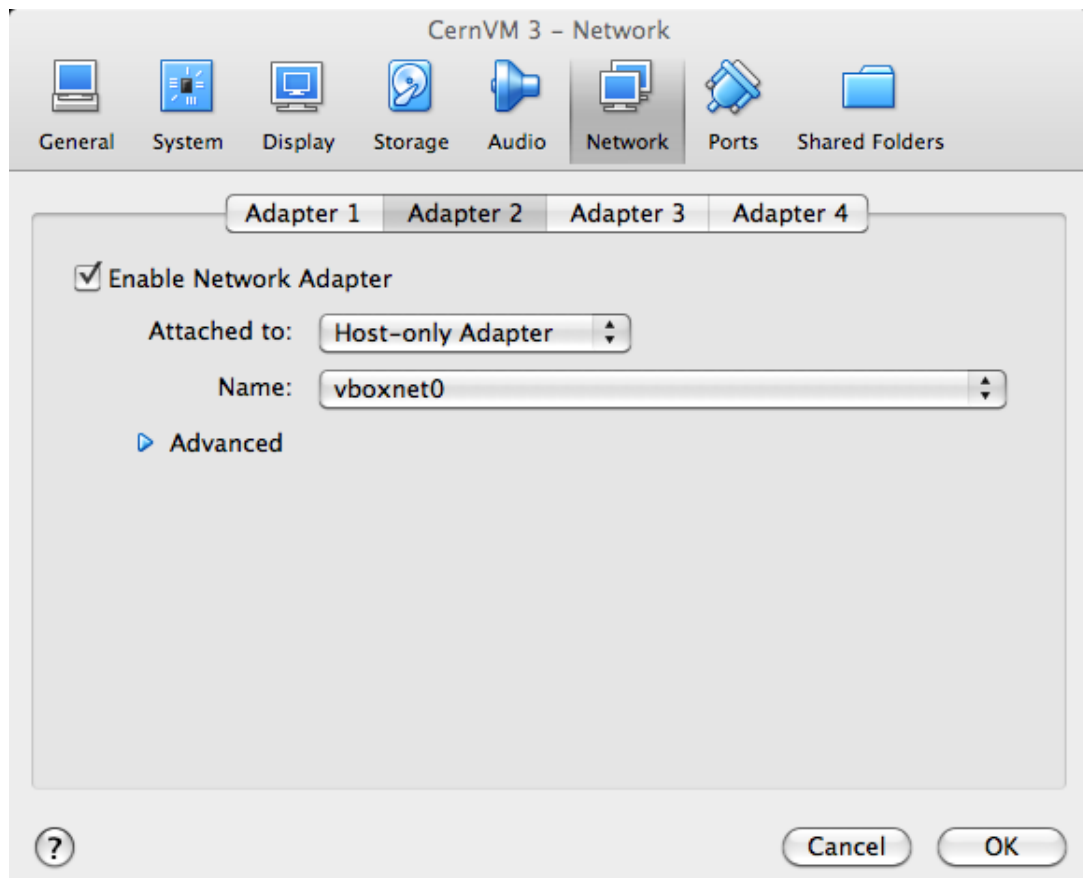 CernVM 3 – Network
General System Display Storage Audio Network Ports Shared Folders
Adapter 1 Adapter 2 Adapter 3 Adapter 4
Enable Network Adapter
Attached to: Host-only Adapter
Name: vboxnet0
Advanced
? Cancel OK